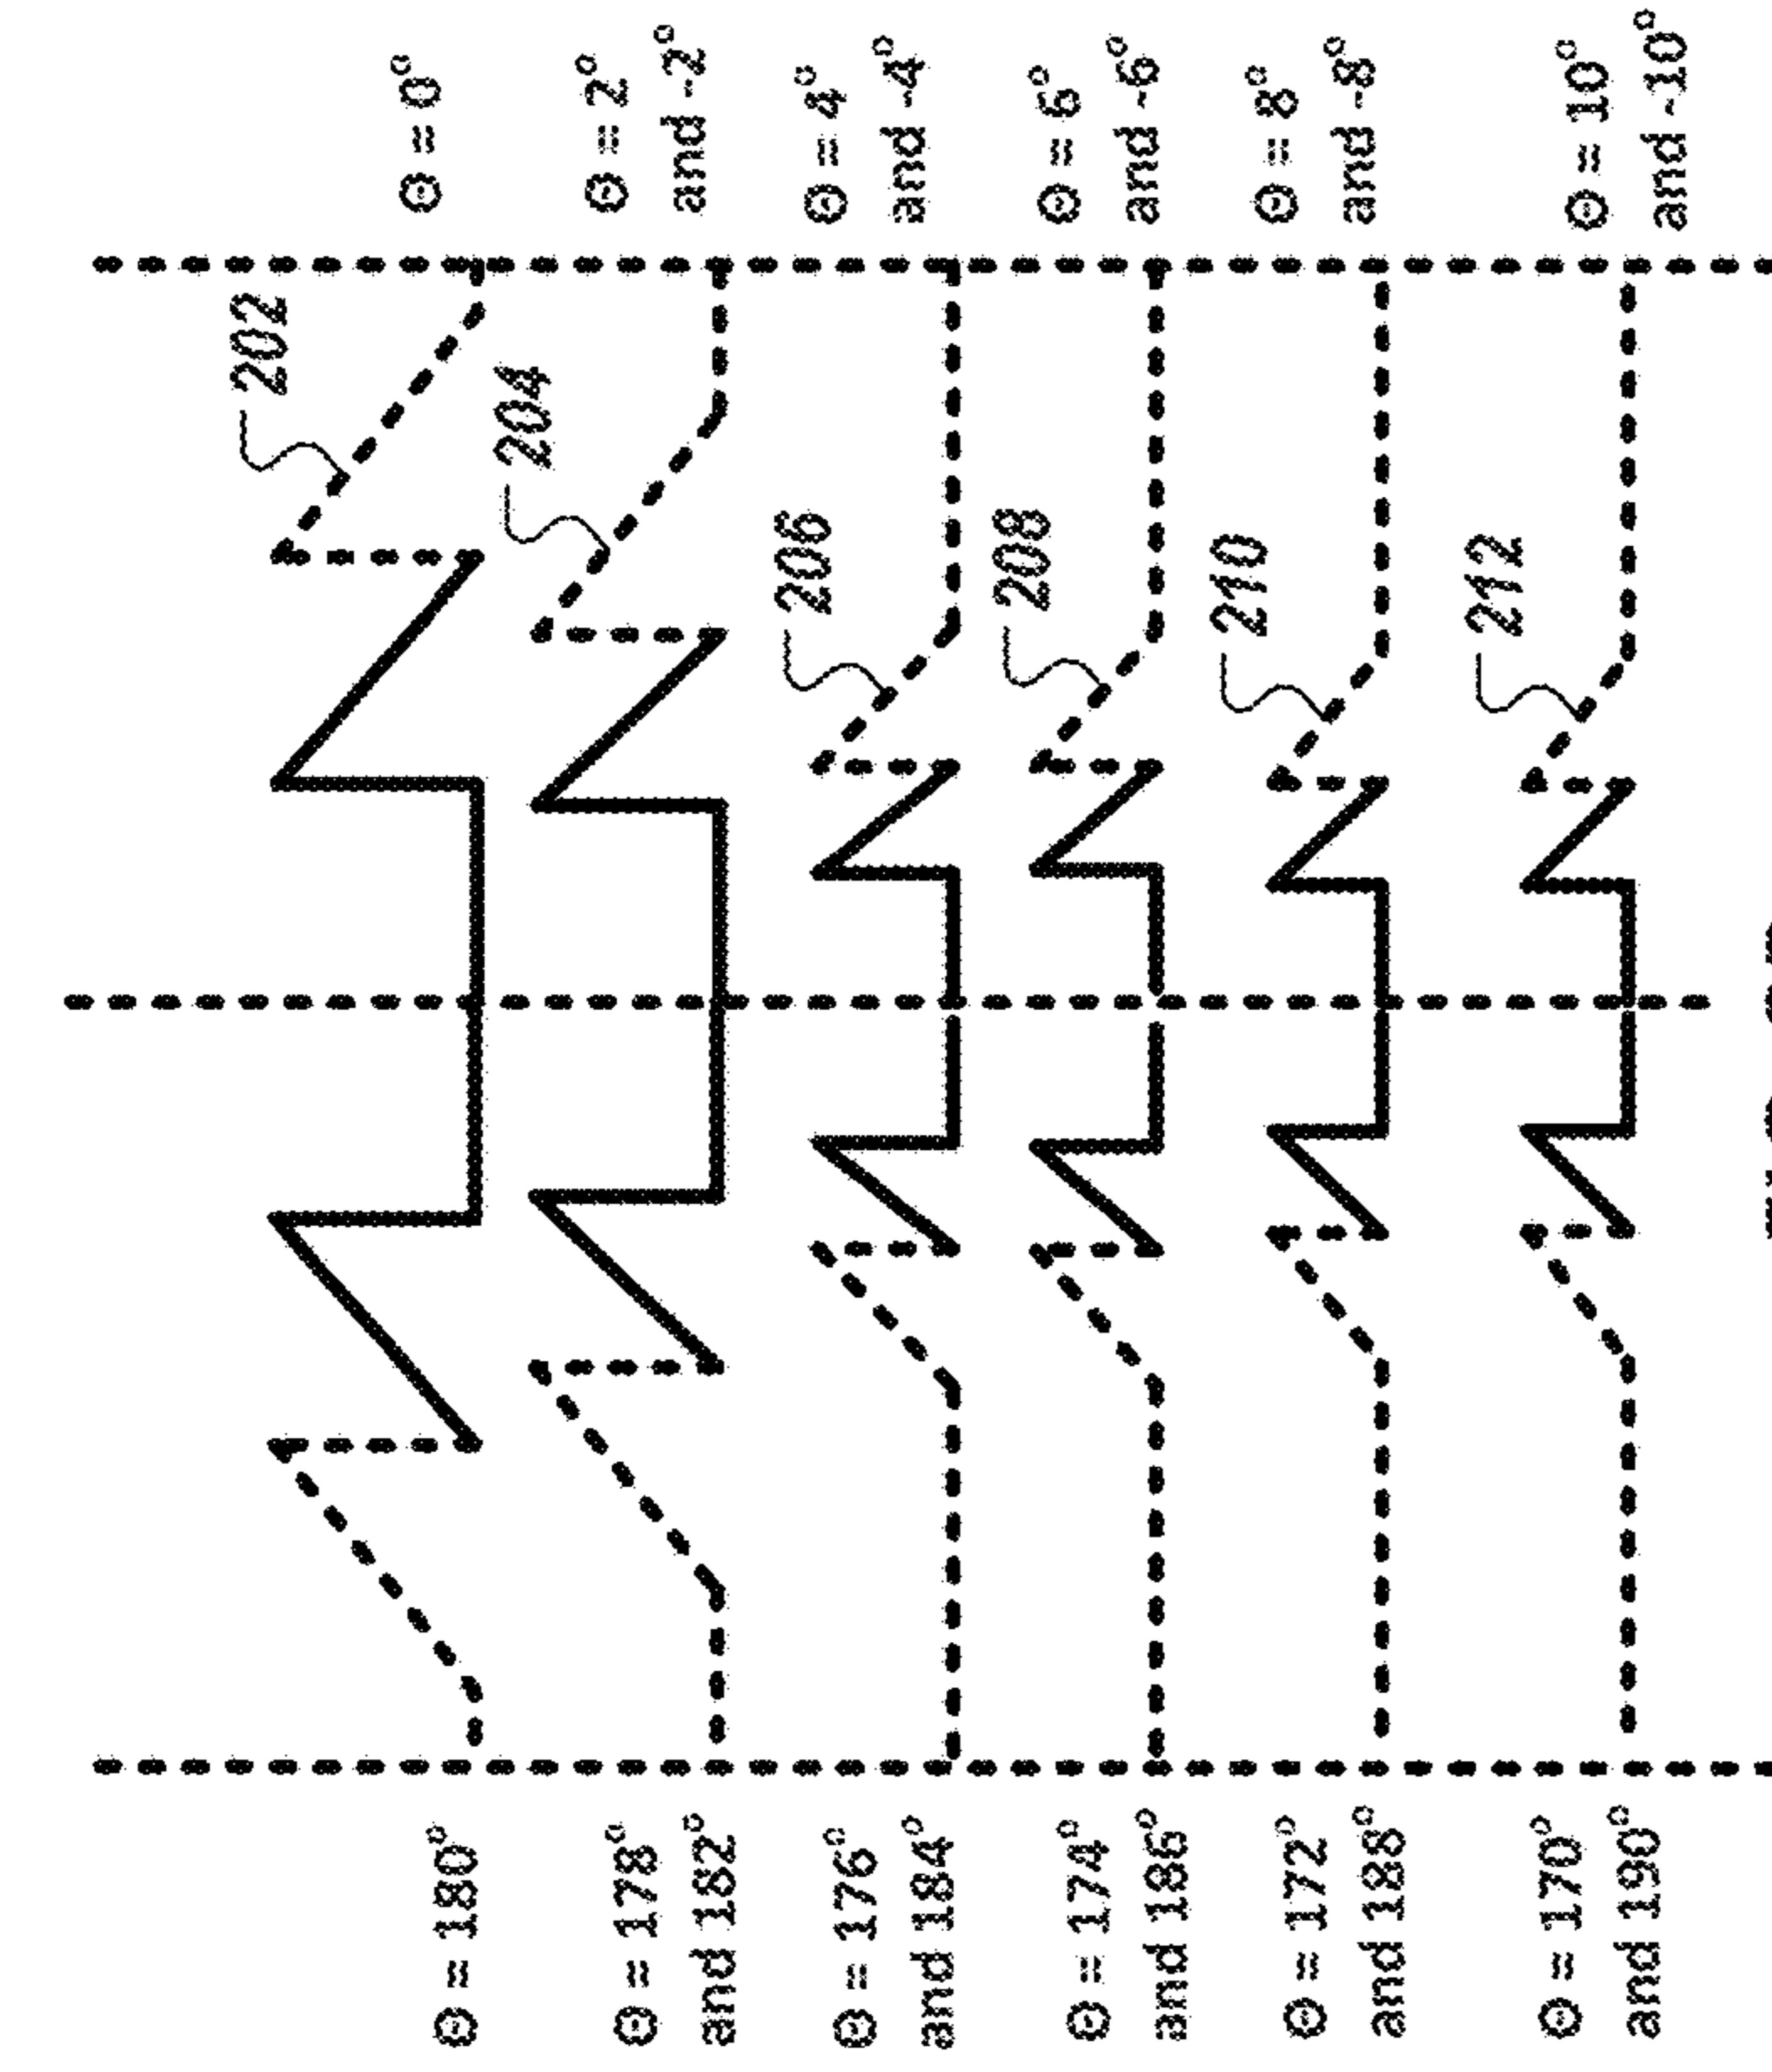 202
Θ = 180°
Θ = 0°
204
Θ = 178°
and 182°
Θ = 2°
and -2°
206
Θ = 176°
and 184°
Θ = 4°
and -4°
208
Θ = 174°
and 186°
Θ = 6°
and -6°
210
Θ = 172°
and 188°
Θ = 8°
and -8°
212
Θ = 170°
and 190°
Θ = 10°
and -10°